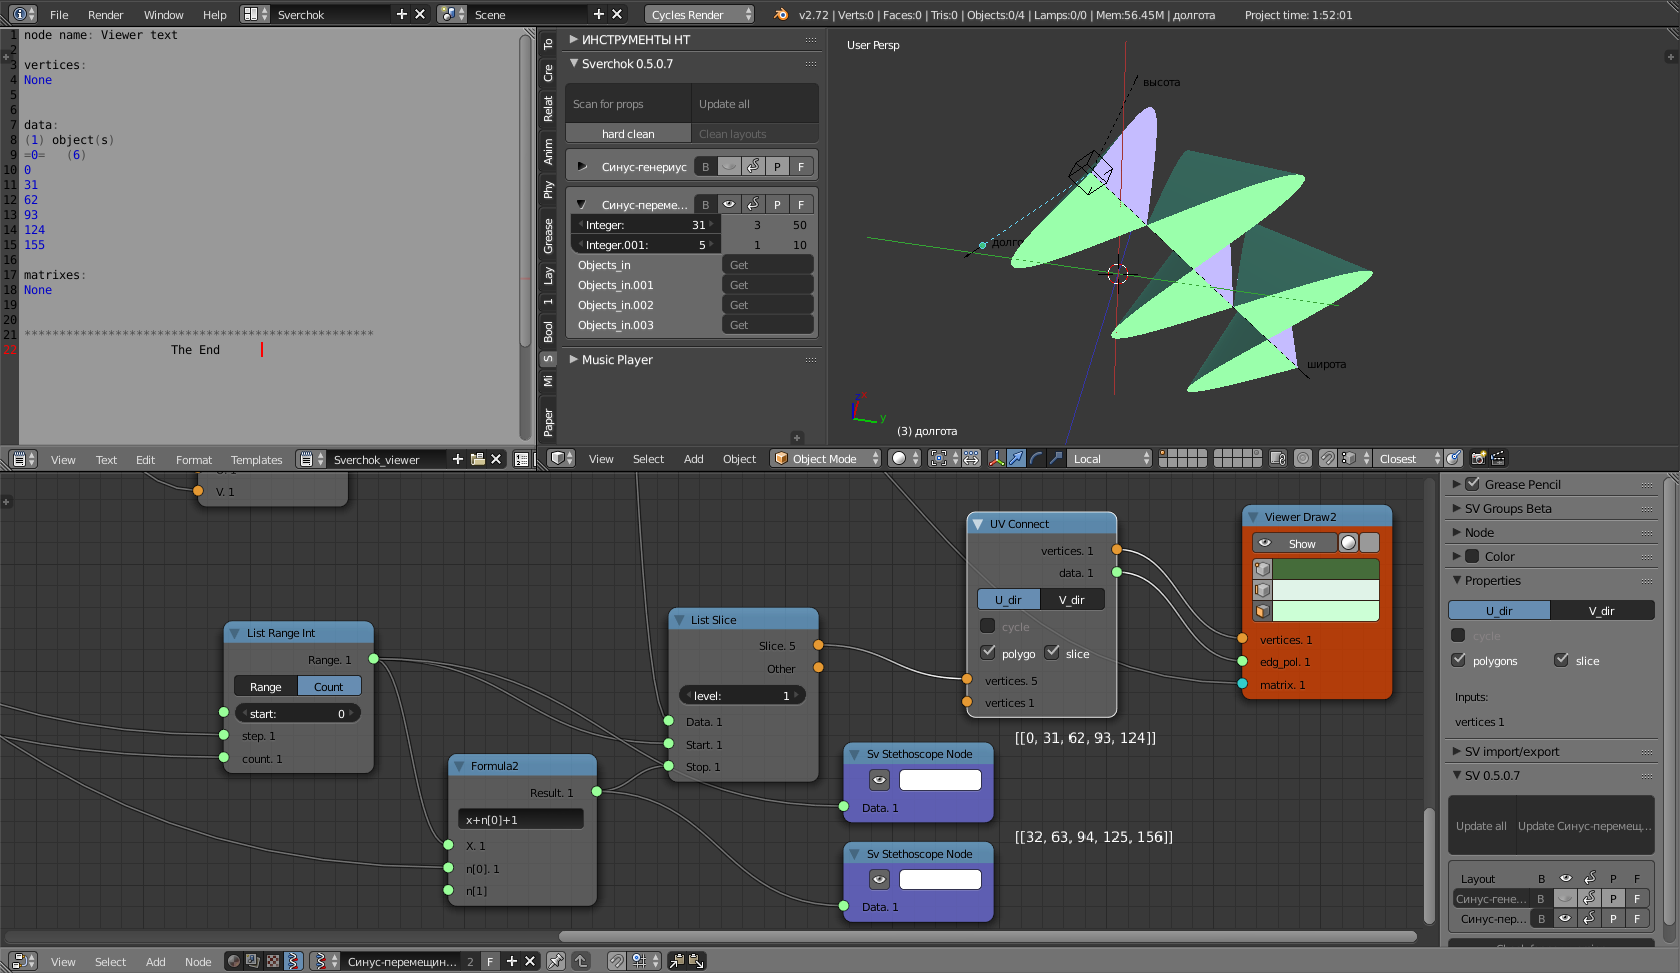 File Render Window Help Sverchok Scene Cycles Render v2.72 | Verts:0 | Faces:0 | Tris:0 | Objects:0/4 | Lamps:0/0 | Mem:56.45M | долгота Project time: 1:52:01
1 node name: Viewer text
2
3 vertices:
4 None
5
6
7 data:
8 (1) object(s)
9 =0= (6)
10 0
11 31
12 62
13 93
14 124
15 155
16
17 matrixes:
18 None
19
20
21 **************************************************
22 The End
View Text Edit Format Templates Sverchok_viewer
To
Cre
Relat
Anim
Phy
Grease
Lay
1
Bool
S
Mi
Paper
ИНСТРУМЕНТЫ НТ
Sverchok 0.5.0.7
Scan for props Update all
hard clean Clean layouts
Синус-генериус B P F
Синус-переме... B P F
Integer: 31 3 50
Integer.001: 5 1 10
Objects_in Get
Objects_in.001 Get
Objects_in.002 Get
Objects_in.003 Get
Music Player
User Persp
высота
долг
широта
z
y
(3) долгота
View Select Add Object Object Mode Local Closest
V. 1
List Range Int
Range. 1
Range Count
start: 0
step. 1
count. 1
Formula2
Result. 1
x+n[0]+1
X. 1
n[0]. 1
n[1]
List Slice
Slice. 5
Other
level: 1
Data. 1
Start. 1
Stop. 1
UV Connect
vertices. 1
data. 1
U_dir V_dir
cycle
polygo slice
vertices. 5
vertices 1
[[0, 31, 62, 93, 124]]
Sv Stethoscope Node
Data. 1
[[32, 63, 94, 125, 156]]
Sv Stethoscope Node
Data. 1
Viewer Draw2
Show
vertices. 1
edg_pol. 1
matrix. 1
Grease Pencil
SV Groups Beta
Node
Color
Properties
U_dir V_dir
cycle
polygons slice
Inputs:
vertices 1
SV import/export
SV 0.5.0.7
Update all Update Синус-перемещ...
Layout B P F
Синус-гене... B P F
Синус-пер... B P F
View Select Add Node Синус-перемещин... 2 F